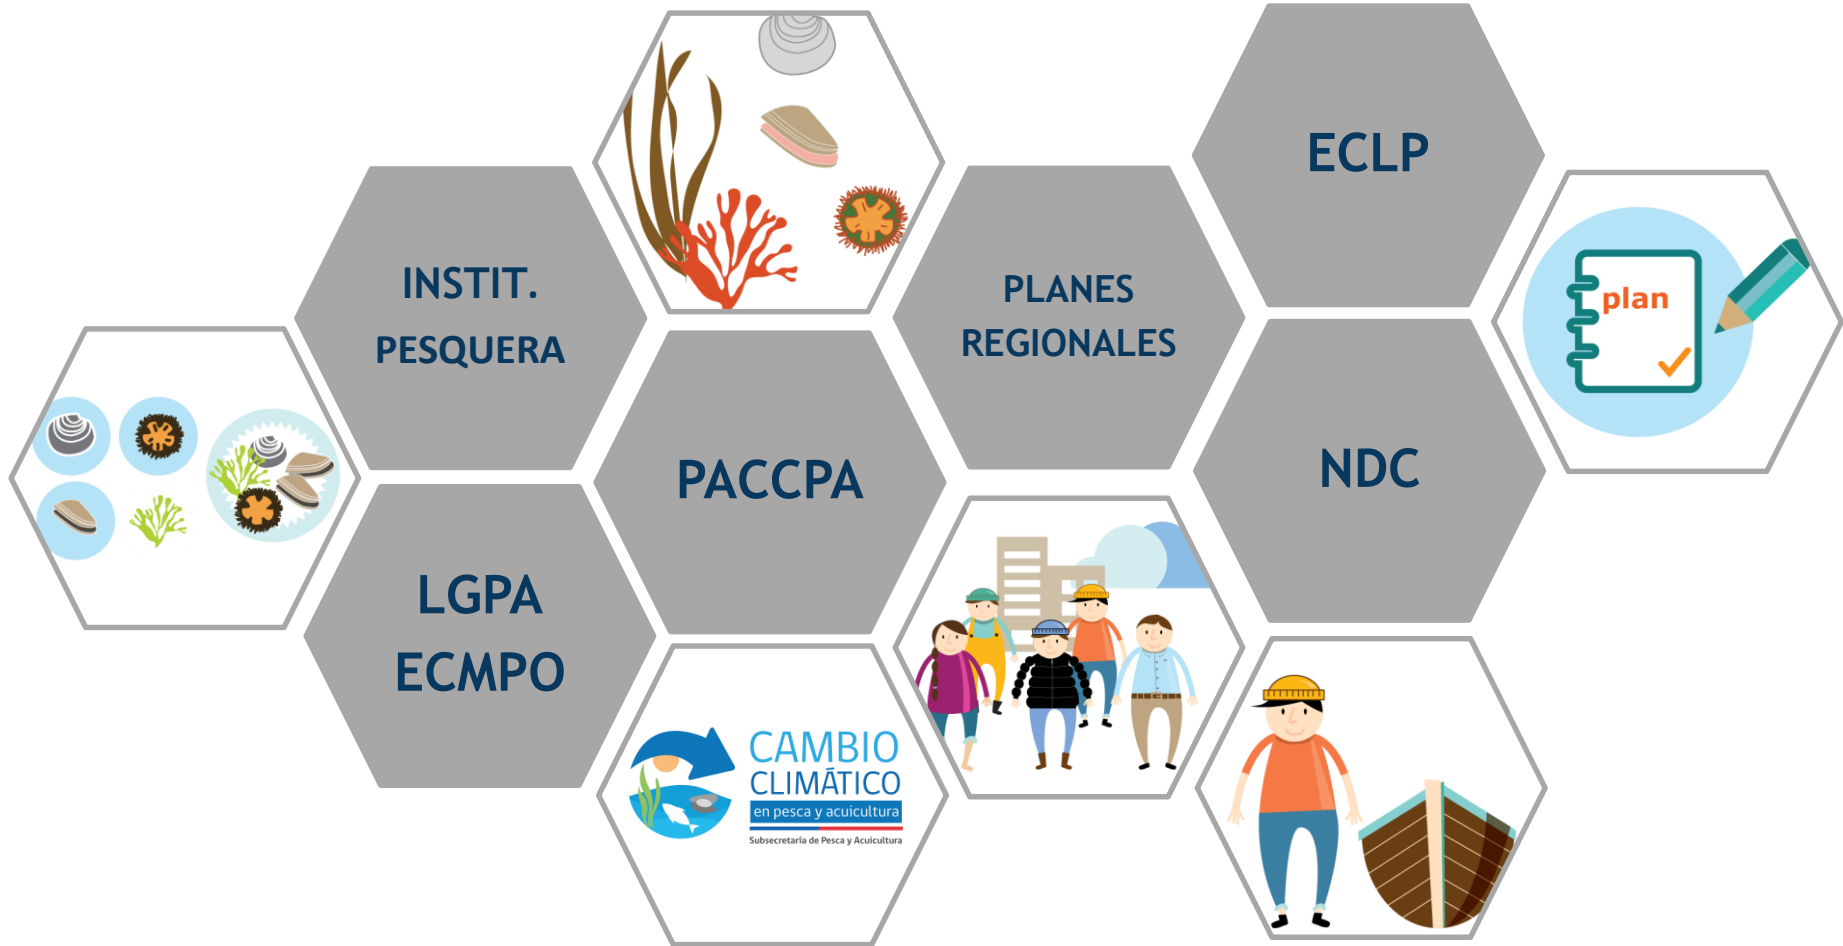 INSTIT.
PESQUERA
LGPA
ECMPO
PACCPA
CAMBIO
CLIMÁTICO
en pesca y acuicultura
Subsecretaría de Pesca y Acuicultura
PLANES
REGIONALES
ECLP
NDC
plan